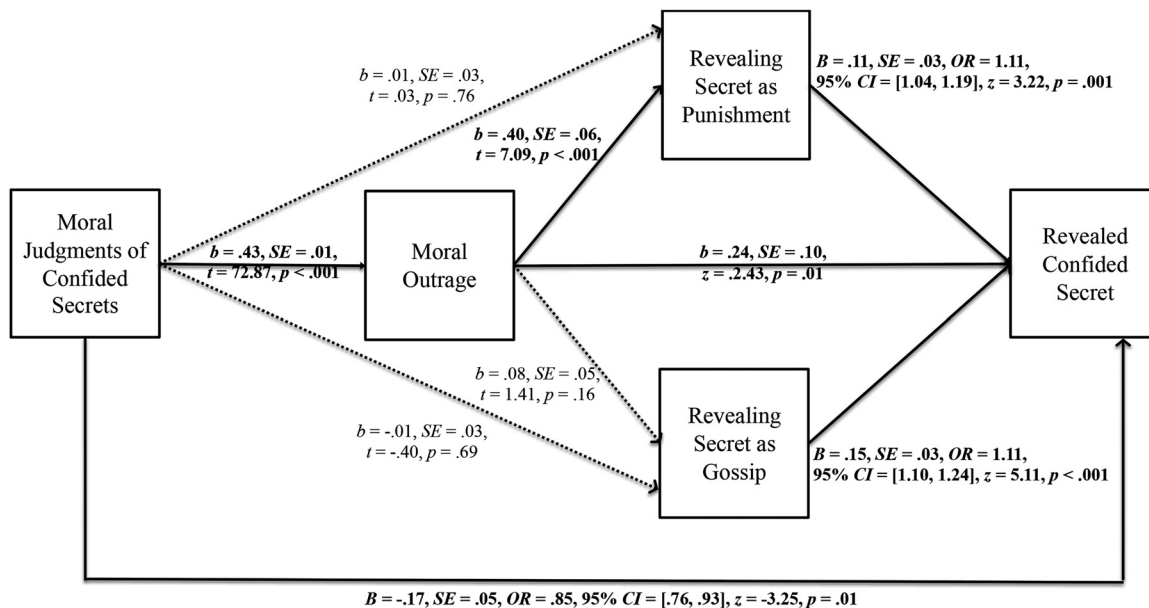 Revealing
Secret as
Punishment
B = .11, SE = .03, OR = 1.11,
95% CI = [1.04, 1.19], z = 3.22, p = .001
b = .01, SE = .03,
t = .03, p = .76
b = .40, SE = .06,
t = 7.09, p < .001
Moral
Judgments of
Confided
Secrets
b = .43, SE = .01,
t = 72.87, p < .001
Moral
Outrage
b = .24, SE = .10,
z = .2.43, p = .01
Revealed
Confided
Secret
b = .08, SE = .05,
t = 1.41, p = .16
b = -.01, SE = .03,
t = -.40, p = .69
Revealing
Secret as
Gossip
B = .15, SE = .03, OR = 1.11,
95% CI = [1.10, 1.24], z = 5.11, p < .001
B = -.17, SE = .05, OR = .85, 95% CI = [.76, .93], z = -3.25, p = .01